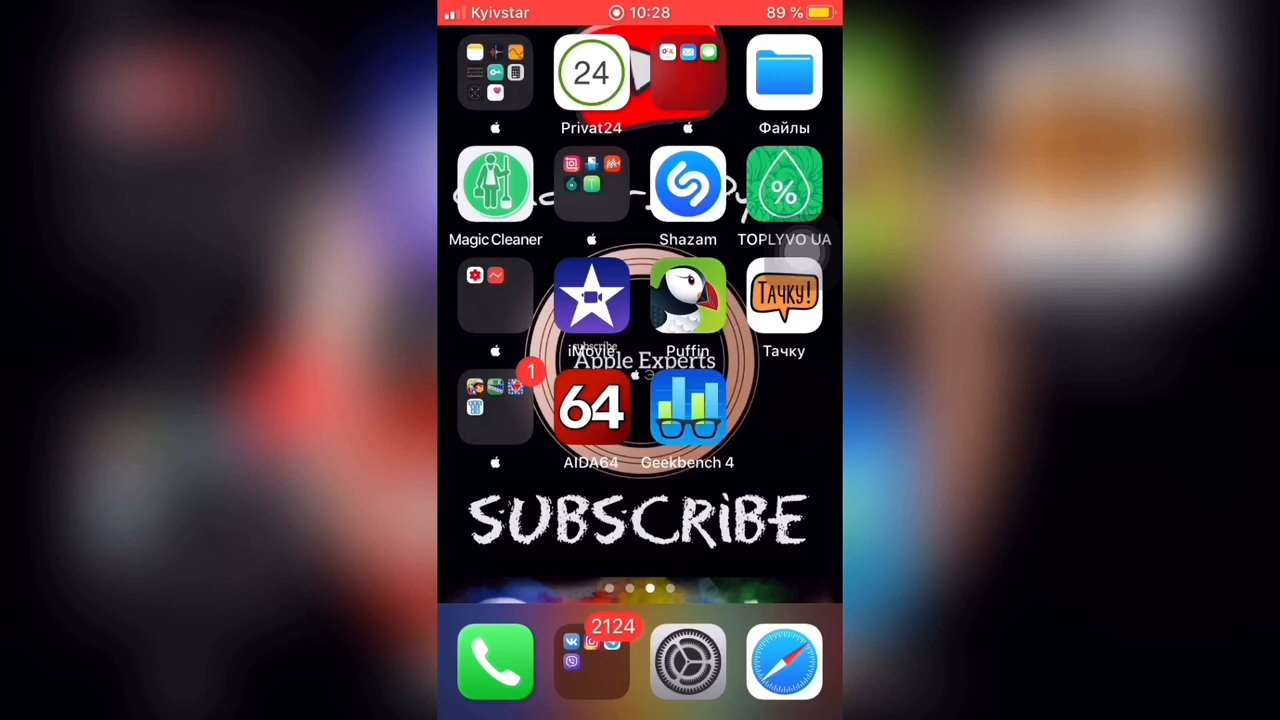 Kyivstar 10:28 89 %
24
Privat24 Файлы
%
Magic Cleaner Shazam TOPLYVO UA
ТАЧКУ!
iMovie Puffin Тачку
subscribe
Apple Experts
1
64
AIDA64 Geekbench 4
SUBSCRIBE
2124